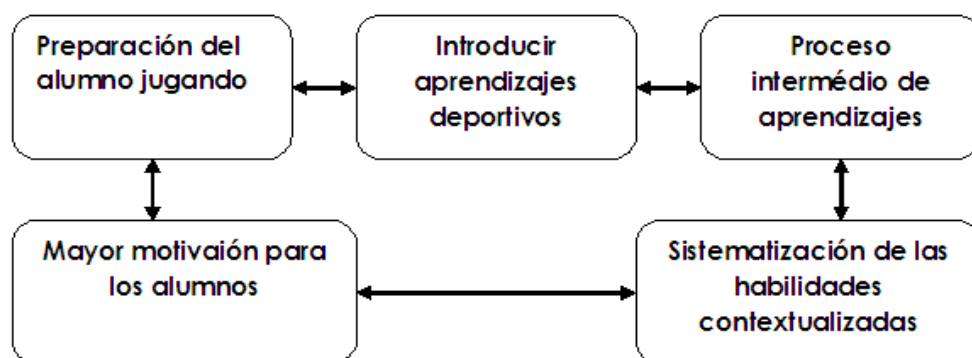 Preparación del
alumno jugando
Introducir
aprendizajes
deportivos
Proceso
intermédio de
aprendizajes
Mayor motivaión para
los alumnos
Sistematización de las
habilidades
contextualizadas